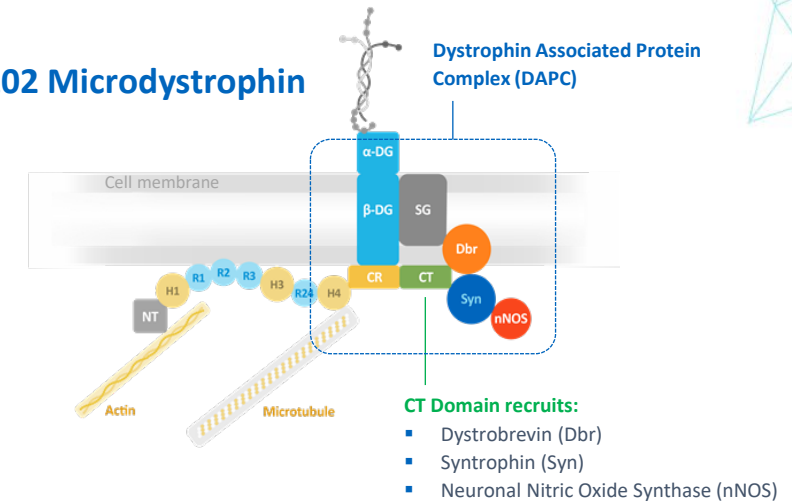 02 Microdystrophin
Dystrophin Associated Protein
Complex (DAPC)
α-DG
Cell membrane
β-DG
SG
Dbr
H1
R1
R2
R3
H3
R24
H4
CR
CT
Syn
nNOS
NT
Actin
Microtubule
CT Domain recruits:
▪ Dystrobrevin (Dbr)
▪ Syntrophin (Syn)
▪ Neuronal Nitric Oxide Synthase (nNOS)